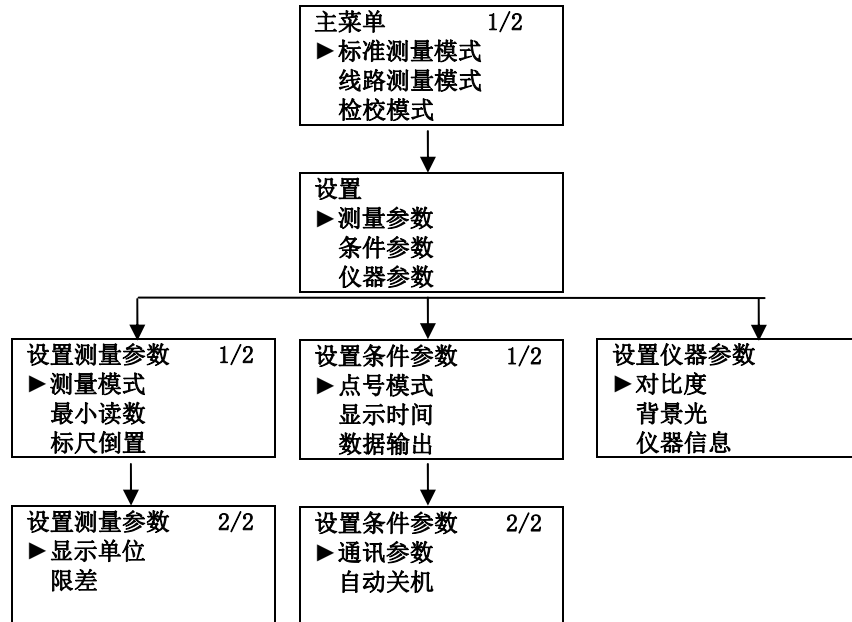 主菜单 1/2
►标准测量模式
线路测量模式
检校模式
设置
►测量参数
条件参数
仪器参数
设置测量参数 1/2
►测量模式
最小读数
标尺倒置
设置条件参数 1/2
►点号模式
显示时间
数据输出
设置仪器参数
►对比度
背景光
仪器信息
设置测量参数 2/2
►显示单位
限差
设置条件参数 2/2
►通讯参数
自动关机